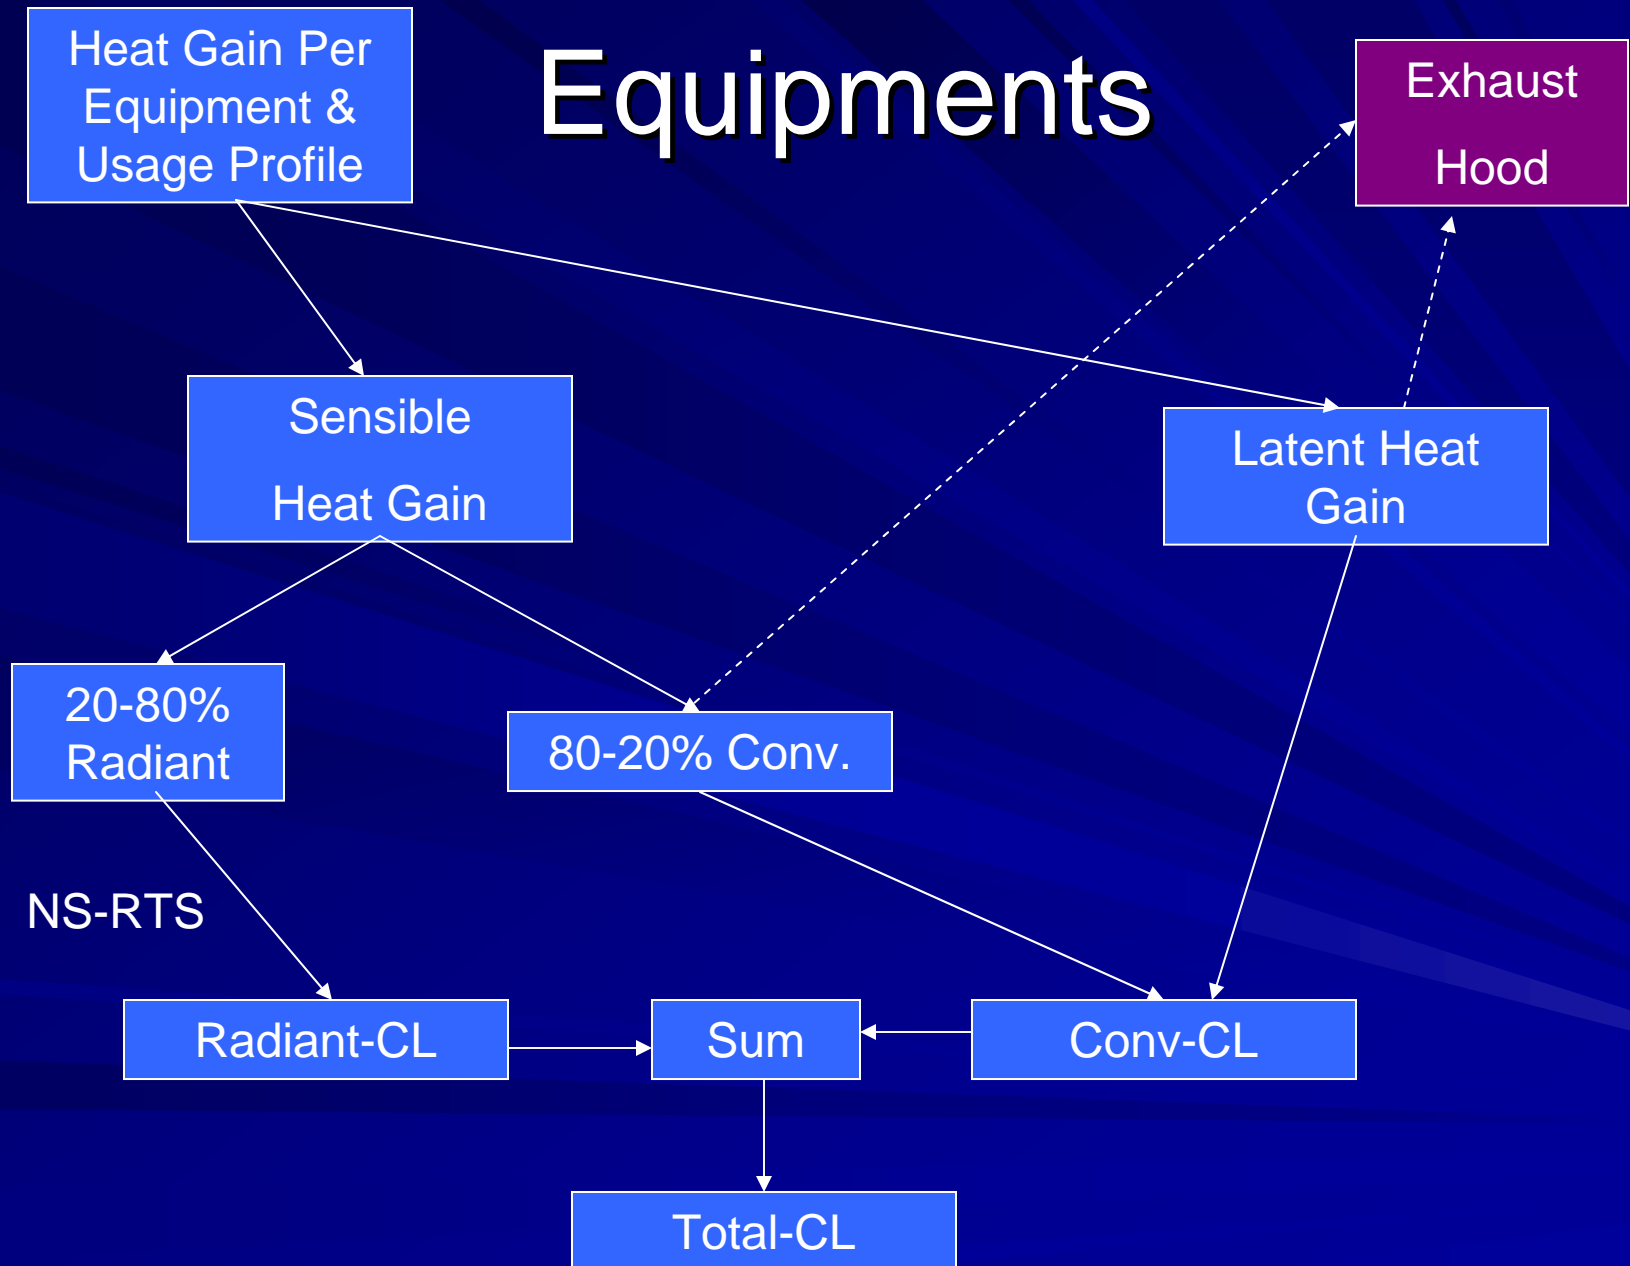 Heat Gain Per
Equipment &
Usage Profile
Equipments
Exhaust
Hood
Sensible
Heat Gain
Latent Heat
Gain
20-80%
Radiant
80-20% Conv.
NS-RTS
Radiant-CL
Sum
Conv-CL
Total-CL